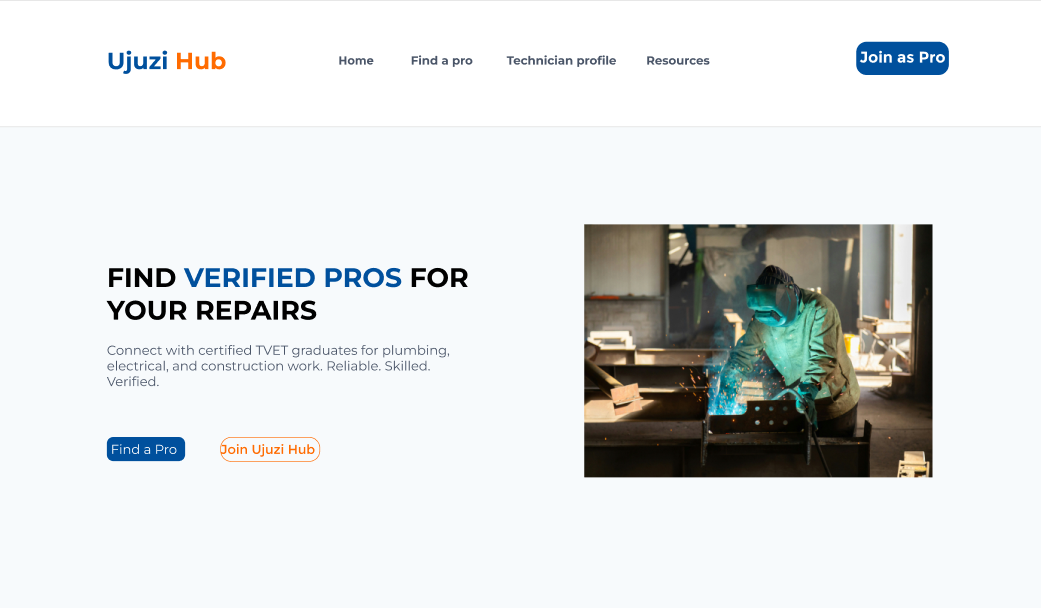 Ujuzi Hub
Home
Find a pro
Technician profile
Resources
Join as Pro
FIND VERIFIED PROS FOR
YOUR REPAIRS
Connect with certified TVET graduates for plumbing,
electrical, and construction work. Reliable. Skilled.
Verified.
Find a Pro
Join Ujuzi Hub